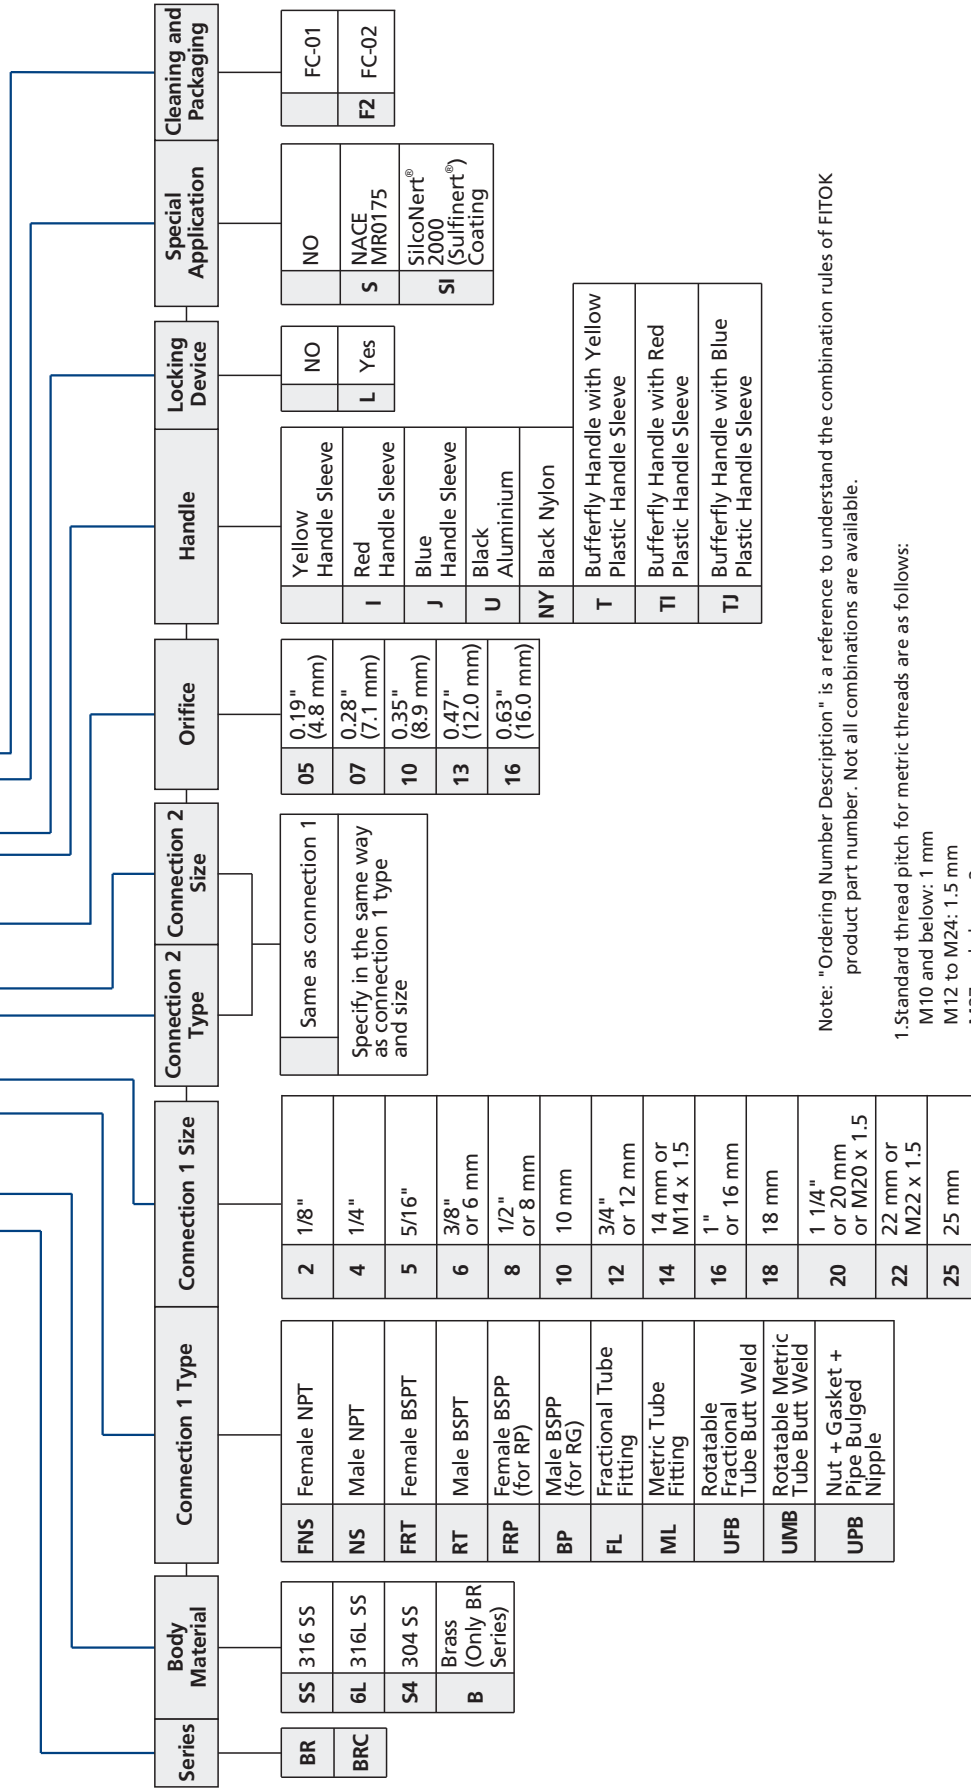 Series
BR
BRC
Body
Material
SS 316 SS
6L 316L SS
S4 304 SS
B Brass
(Only BR
Series)
Connection 1 Type
FNS Female NPT
NS Male NPT
FRT Female BSPT
RT Male BSPT
FRP Female BSPP
(for RP)
BP Male BSPP
(for RG)
FL Fractional Tube
Fitting
ML Metric Tube
Fitting
UFB Rotatable
Fractional
Tube Butt Weld
UMB Rotatable Metric
Tube Butt Weld
UPB Nut + Gasket +
Pipe Bulged
Nipple
Connection 1 Size
2 1/8"
4 1/4"
5 5/16"
6 3/8"
or 6 mm
8 1/2"
or 8 mm
10 10 mm
12 3/4"
or 12 mm
14 14 mm or
M14 x 1.5
16 1"
or 16 mm
18 18 mm
20 1 1/4"
or 20 mm
or M20 x 1.5
22 22 mm or
M22 x 1.5
25 25 mm
Connection 2
Type
Connection 2
Size
Same as connection 1
Specify in the same way
as connection 1 type
and size
Orifice
05 0.19"
(4.8 mm)
07 0.28"
(7.1 mm)
10 0.35"
(8.9 mm)
13 0.47"
(12.0 mm)
16 0.63"
(16.0 mm)
Handle
Yellow
Handle Sleeve
I Red
Handle Sleeve
J Blue
Handle Sleeve
U Black
Aluminium
NY Black Nylon
T Bufferfly Handle with Yellow
Plastic Handle Sleeve
TI Bufferfly Handle with Red
Plastic Handle Sleeve
TJ Bufferfly Handle with Blue
Plastic Handle Sleeve
Locking
Device
NO
L Yes
Special
Application
NO
S NACE
MR0175
SI SilcoNert®
2000
(Sulfinert®)
Coating
Cleaning and
Packaging
FC-01
F2 FC-02
Note: "Ordering Number Description" is a reference to understand the combination rules of FITOK
product part number. Not all combinations are available.
1.Standard thread pitch for metric threads are as follows:
M10 and below: 1 mm
M12 to M24: 1.5 mm